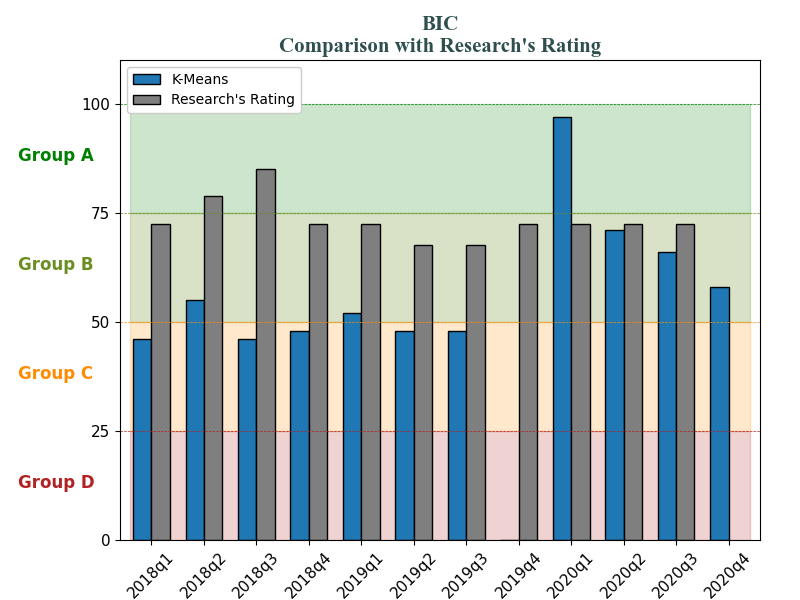 BIC
Comparison with Research's Rating
K-Means
Research's Rating
100
Group A
75
Group B
50
Group C
25
Group D
0
2018q1 2018q2 2018q3 2018q4 2019q1 2019q2 2019q3 2019q4 2020q1 2020q2 2020q3 2020q4